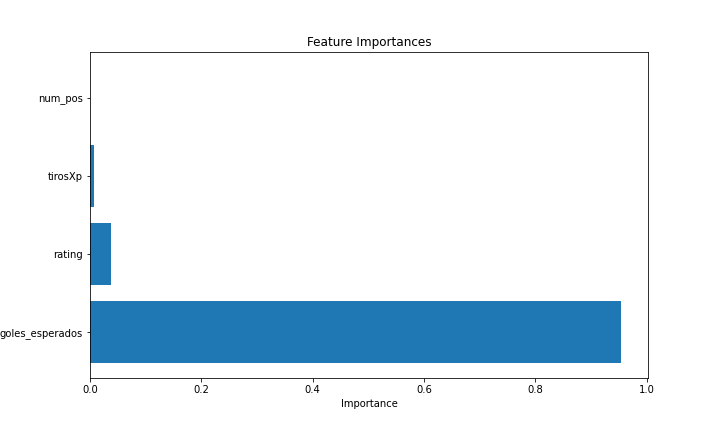 Feature Importances
num_pos
tirosXp
rating
goles_esperados
0.0 0.2 0.4 0.6 0.8 1.0
Importance